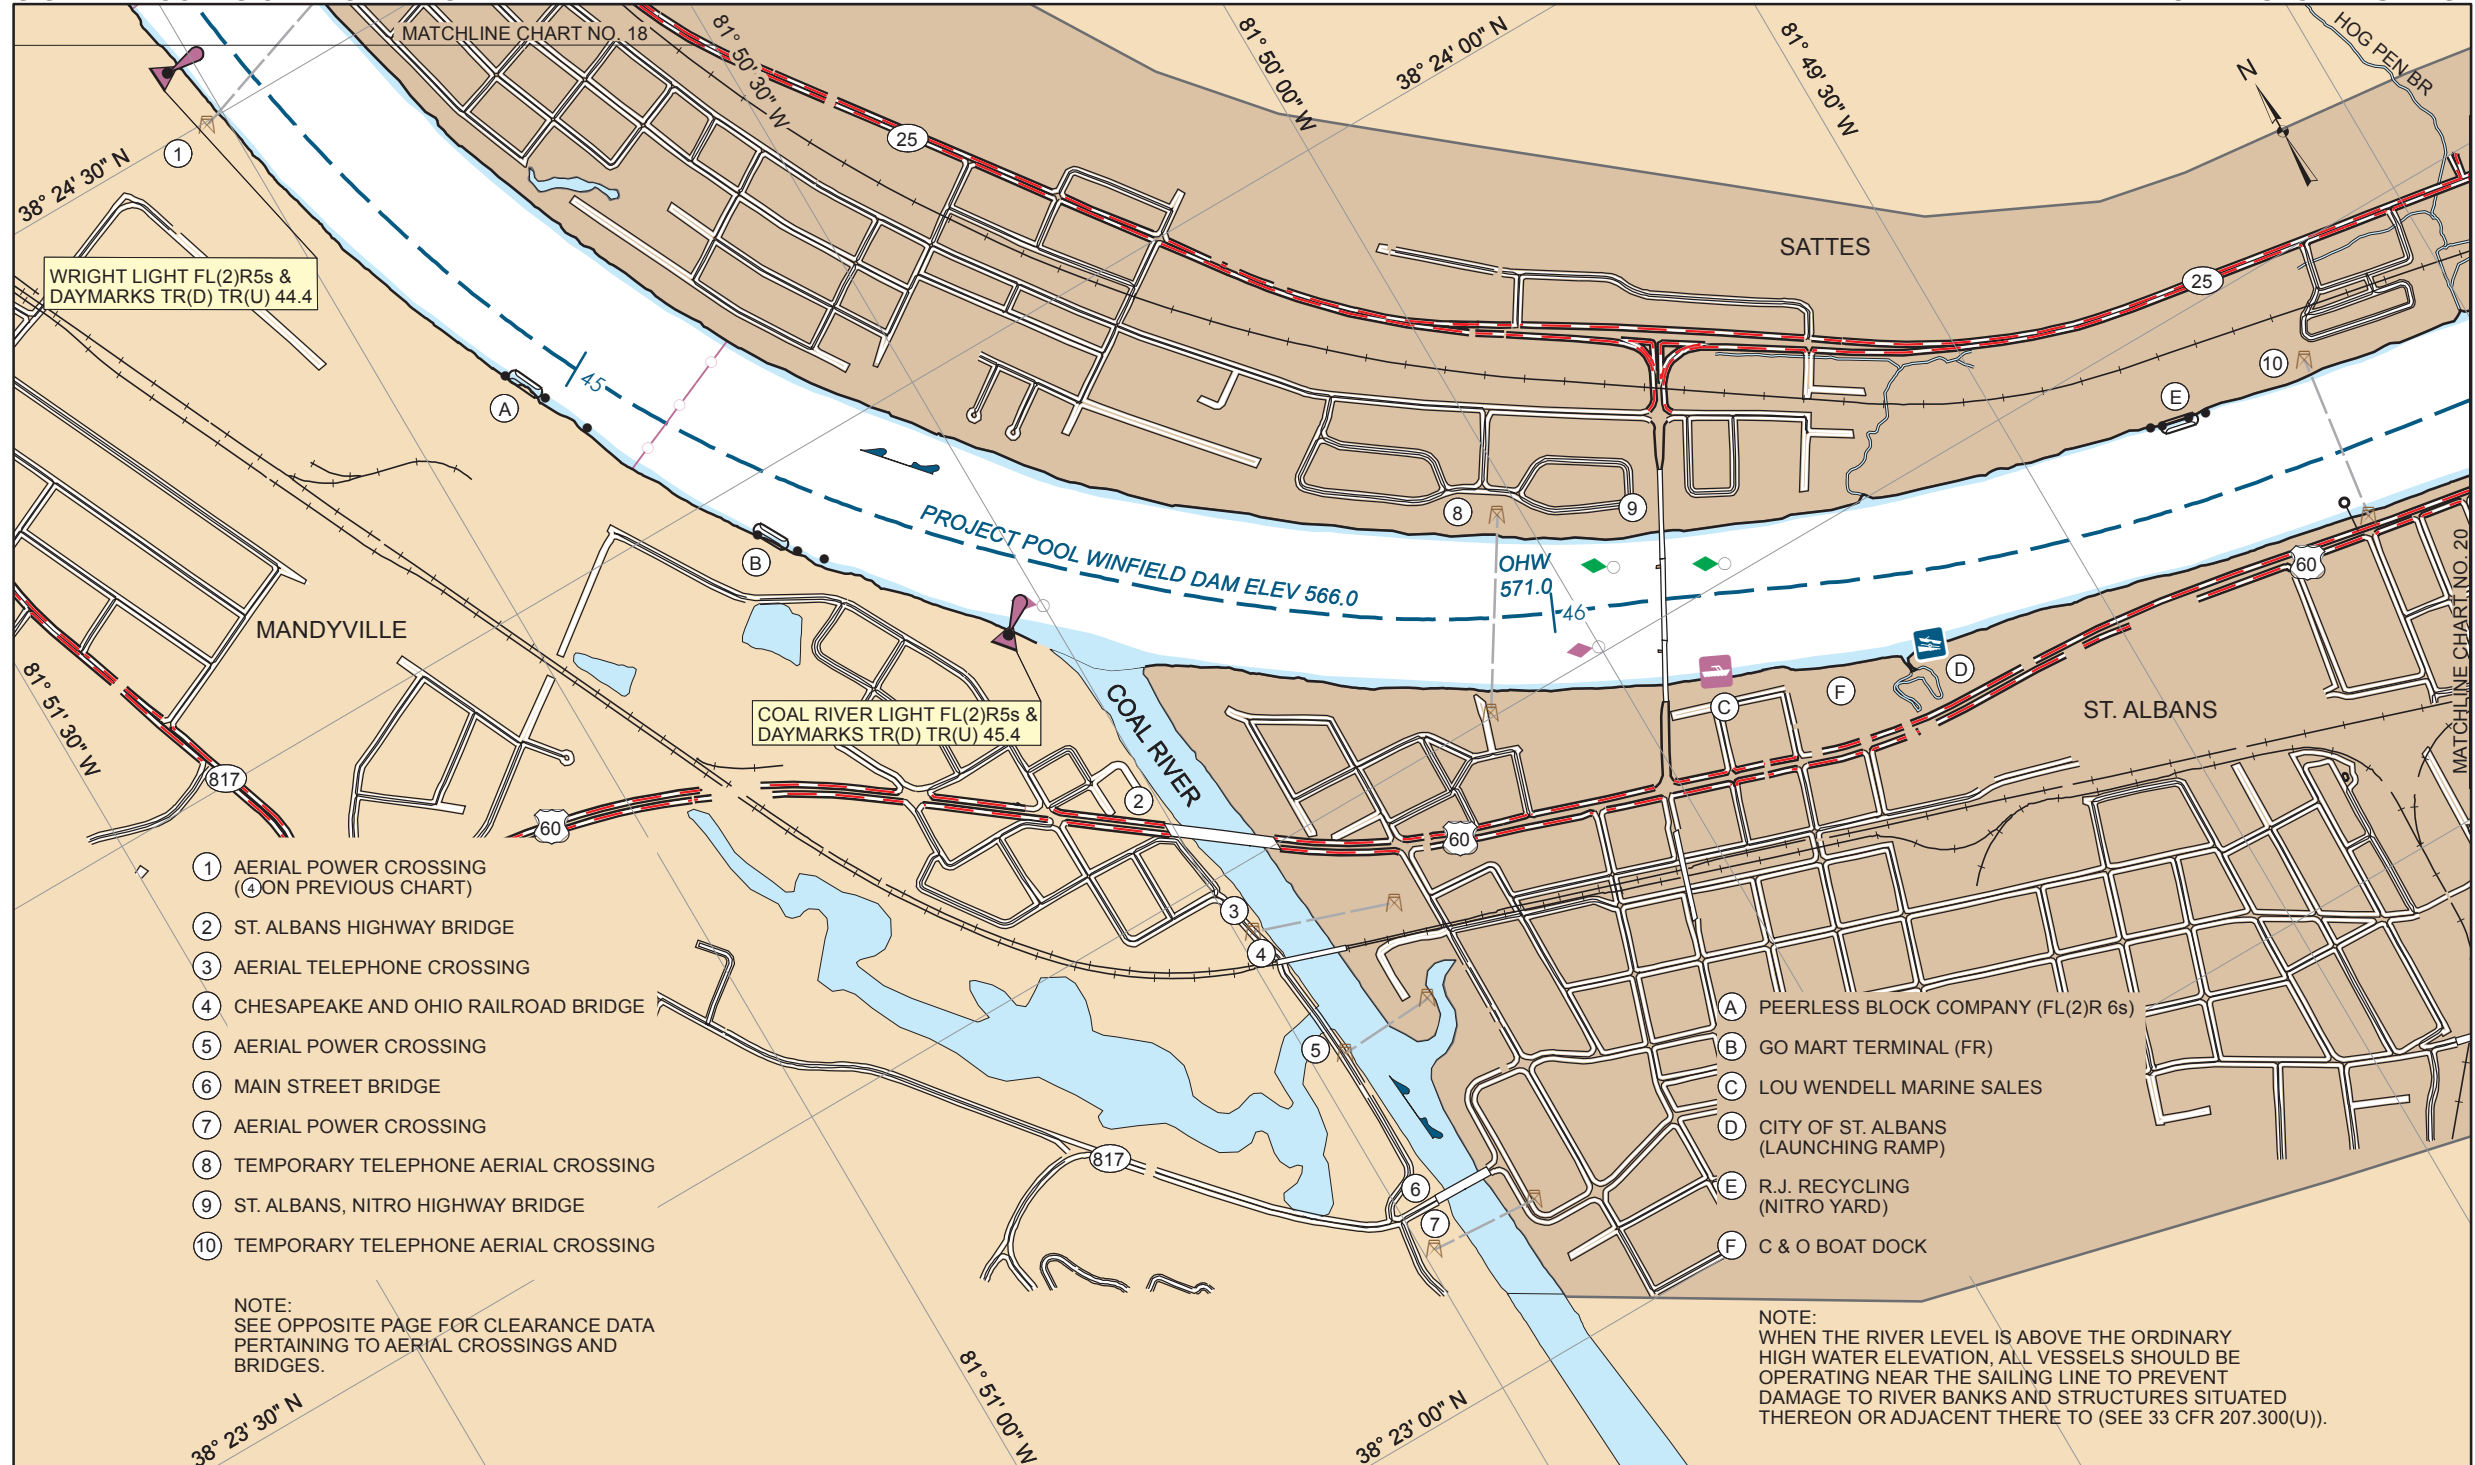 MATCHLINE CHART NO. 18
81° 50' 30" W
81° 50' 00" W
38° 24' 00" N
81° 49' 30" W
HOG PEN BR
N
1
25
38° 24' 30" N
SATTES
WRIGHT LIGHT FL(2)R5s &
DAYMARKS TR(D) TR(U) 44.4
25
10
45
A
E
8
9
PROJECT POOL WINFIELD DAM ELEV 566.0
OHW
571.0
46
B
60
MANDYVILLE
MATCHLINE CHART NO. 20
D
F
C
ST. ALBANS
81° 51' 30" W
COAL RIVER LIGHT FL(2)R5s &
DAYMARKS TR(D) TR(U) 45.4
COAL RIVER
817
2
60
60
3
4
5
817
6
7
1 AERIAL POWER CROSSING
(4 ON PREVIOUS CHART)
2 ST. ALBANS HIGHWAY BRIDGE
3 AERIAL TELEPHONE CROSSING
4 CHESAPEAKE AND OHIO RAILROAD BRIDGE
5 AERIAL POWER CROSSING
6 MAIN STREET BRIDGE
7 AERIAL POWER CROSSING
8 TEMPORARY TELEPHONE AERIAL CROSSING
9 ST. ALBANS, NITRO HIGHWAY BRIDGE
10 TEMPORARY TELEPHONE AERIAL CROSSING
NOTE:
SEE OPPOSITE PAGE FOR CLEARANCE DATA
PERTAINING TO AERIAL CROSSINGS AND
BRIDGES.
A PEERLESS BLOCK COMPANY (FL(2)R 6s)
B GO MART TERMINAL (FR)
C LOU WENDELL MARINE SALES
D CITY OF ST. ALBANS
(LAUNCHING RAMP)
E R.J. RECYCLING
(NITRO YARD)
F C & O BOAT DOCK
NOTE:
WHEN THE RIVER LEVEL IS ABOVE THE ORDINARY
HIGH WATER ELEVATION, ALL VESSELS SHOULD BE
OPERATING NEAR THE SAILING LINE TO PREVENT
DAMAGE TO RIVER BANKS AND STRUCTURES SITUATED
THEREON OR ADJACENT THERE TO (SEE 33 CFR 207.300(U)).
38° 23' 30" N
81° 51' 00" W
38° 23' 00" N